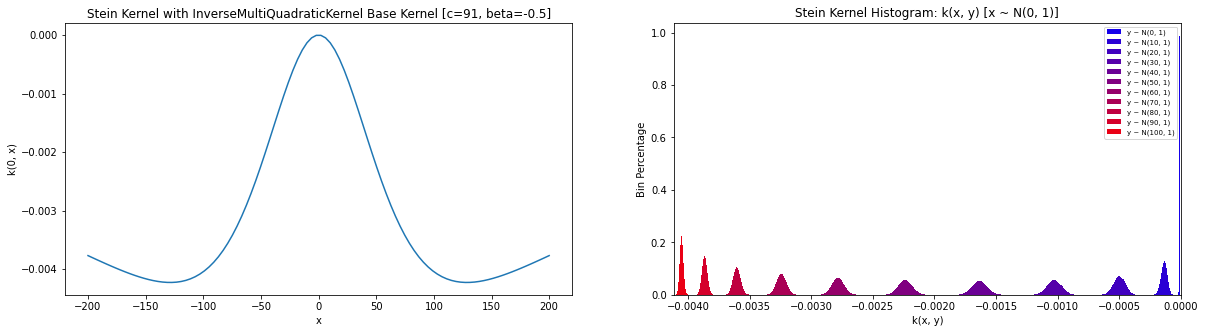 Stein Kernel with InverseMultiQuadraticKernel Base Kernel [c=91, beta=-0.5]
0.000
−0.001
−0.002
−0.003
−0.004
k(0, x)
−200
−150
−100
−50
0
50
100
150
200
x
Stein Kernel Histogram: k(x, y) [x ~ N(0, 1)]
1.0
0.8
0.6
0.4
0.2
0.0
Bin Percentage
y ~ N(0, 1)
y ~ N(10, 1)
y ~ N(20, 1)
y ~ N(30, 1)
y ~ N(40, 1)
y ~ N(50, 1)
y ~ N(60, 1)
y ~ N(70, 1)
y ~ N(80, 1)
y ~ N(90, 1)
y ~ N(100, 1)
−0.0040
−0.0035
−0.0030
−0.0025
−0.0020
−0.0015
−0.0010
−0.0005
0.0000
k(x, y)